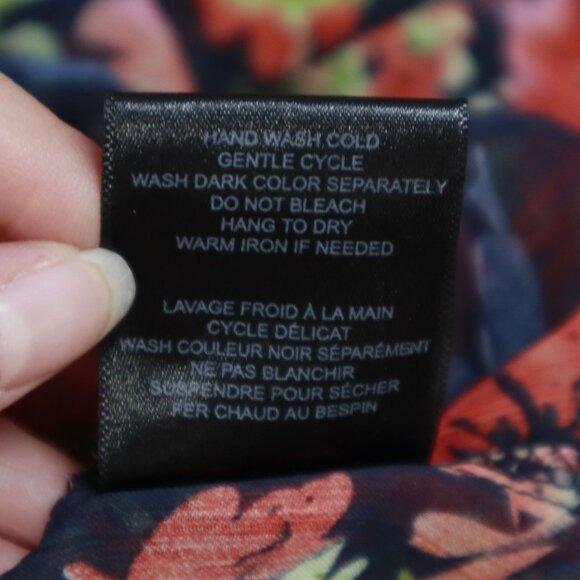 HAND WASH COLD
GENTLE CYCLE
WASH DARK COLOR SEPARATELY
DO NOT BLEACH
HANG TO DRY
WARM IRON IF NEEDED
LAVAGE FROID À LA MAIN
CYCLE DÉLICAT
WASH COULEUR NOIR SÉPARÉMENT
NE PAS BLANCHIR
SUSPENDRE POUR SÉCHER
FER CHAUD AU BESPIN